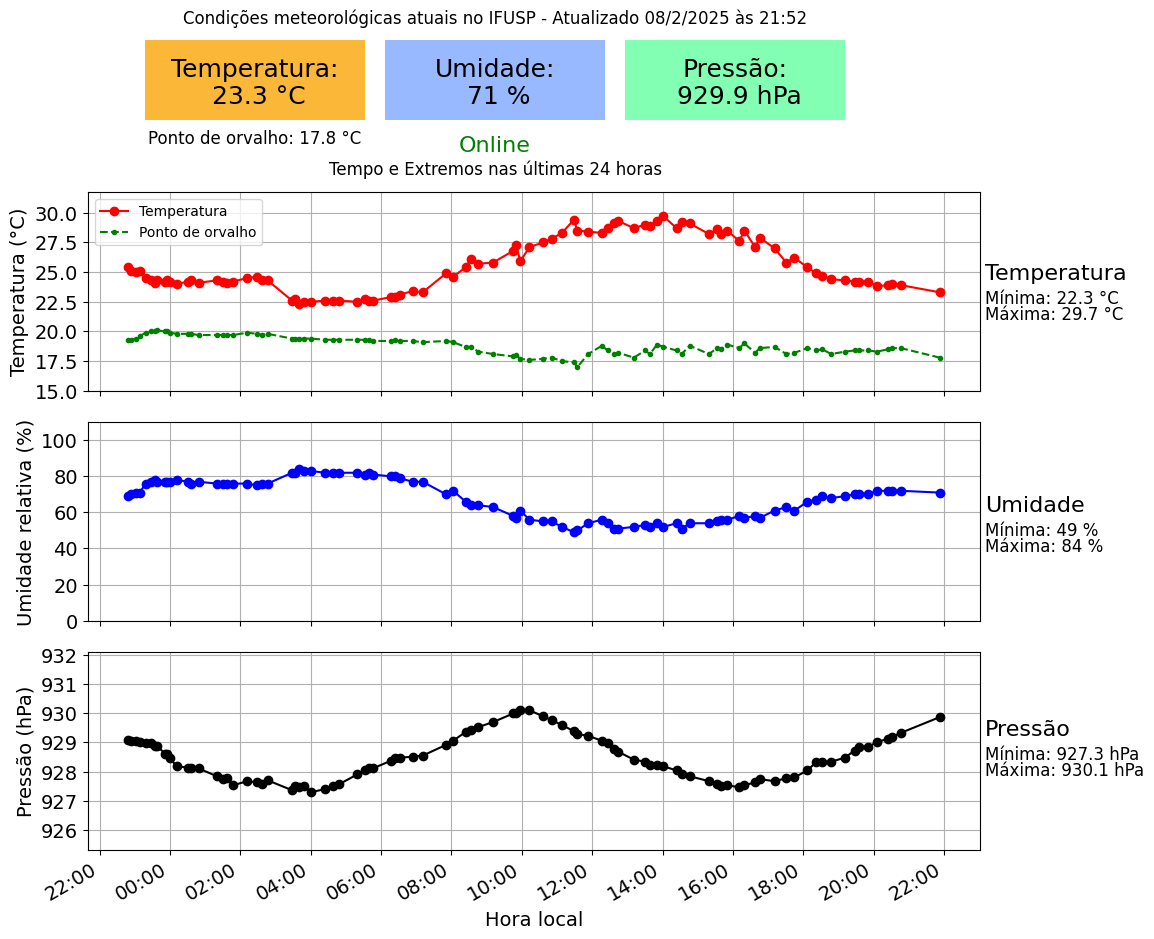 Condições meteorológicas atuais no IFUSP - Atualizado 08/2/2025 às 21:52
Temperatura:
23.3 °C
Umidade:
71 %
Pressão:
929.9 hPa
Ponto de orvalho: 17.8 °C
Online
Tempo e Extremos nas últimas 24 horas
Temperatura (°C)
30.0
27.5
25.0
22.5
20.0
17.5
15.0
Temperatura
Ponto de orvalho
Temperatura
Mínima: 22.3 °C
Máxima: 29.7 °C
Umidade relativa (%)
100
80
60
40
20
0
Umidade
Mínima: 49 %
Máxima: 84 %
Pressão (hPa)
932
931
930
929
928
927
926
Pressão
Mínima: 927.3 hPa
Máxima: 930.1 hPa
22:00
00:00
02:00
04:00
06:00
08:00
10:00
12:00
14:00
16:00
18:00
20:00
22:00
Hora local